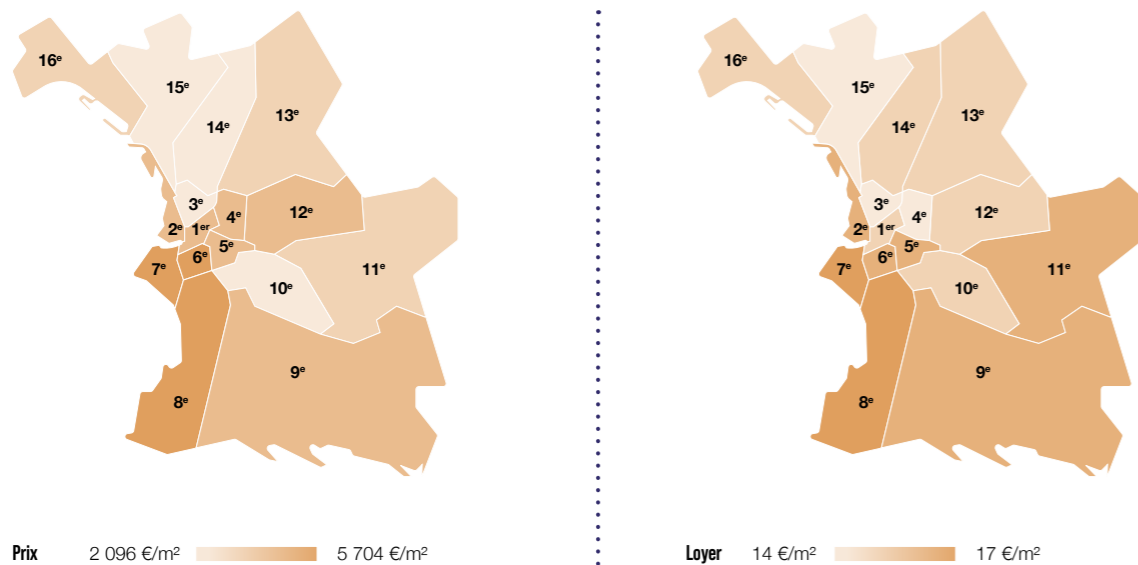 16e
15e
14e
13e
3e
4e
12e
2e
1er
5e
6e
7e
11e
10e
9e
8e
Prix 2 096 €/m² 5 704 €/m²
16e
15e
14e
13e
3e
4e
12e
2e
1er
5e
6e
7e
11e
10e
9e
8e
Loyer 14 €/m² 17 €/m²